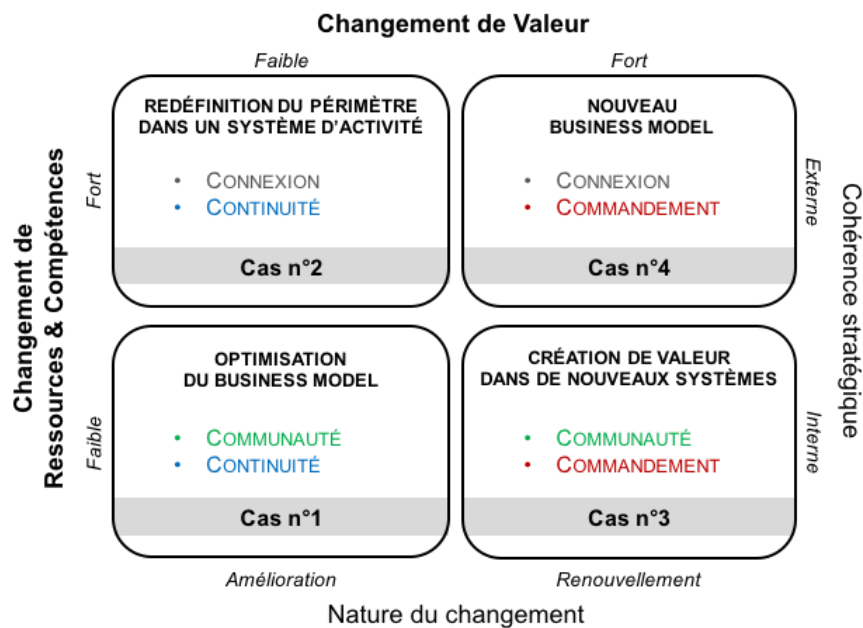 Changement de Valeur
Faible
Fort
REDÉFINITION DU PÉRIMÈTRE
DANS UN SYSTÈME D'ACTIVITÉ
• CONNEXION
• CONTINUITÉ
Cas n°2
NOUVEAU
BUSINESS MODEL
• CONNEXION
• COMMANDEMENT
Cas n°4
Fort
Externe
Changement de
Ressources & Compétences
Cohérence stratégique
OPTIMISATION
DU BUSINESS MODEL
• COMMUNAUTÉ
• CONTINUITÉ
Cas n°1
CRÉATION DE VALEUR
DANS DE NOUVEAUX SYSTÈMES
• COMMUNAUTÉ
• COMMANDEMENT
Cas n°3
Faible
Interne
Amélioration
Renouvellement
Nature du changement